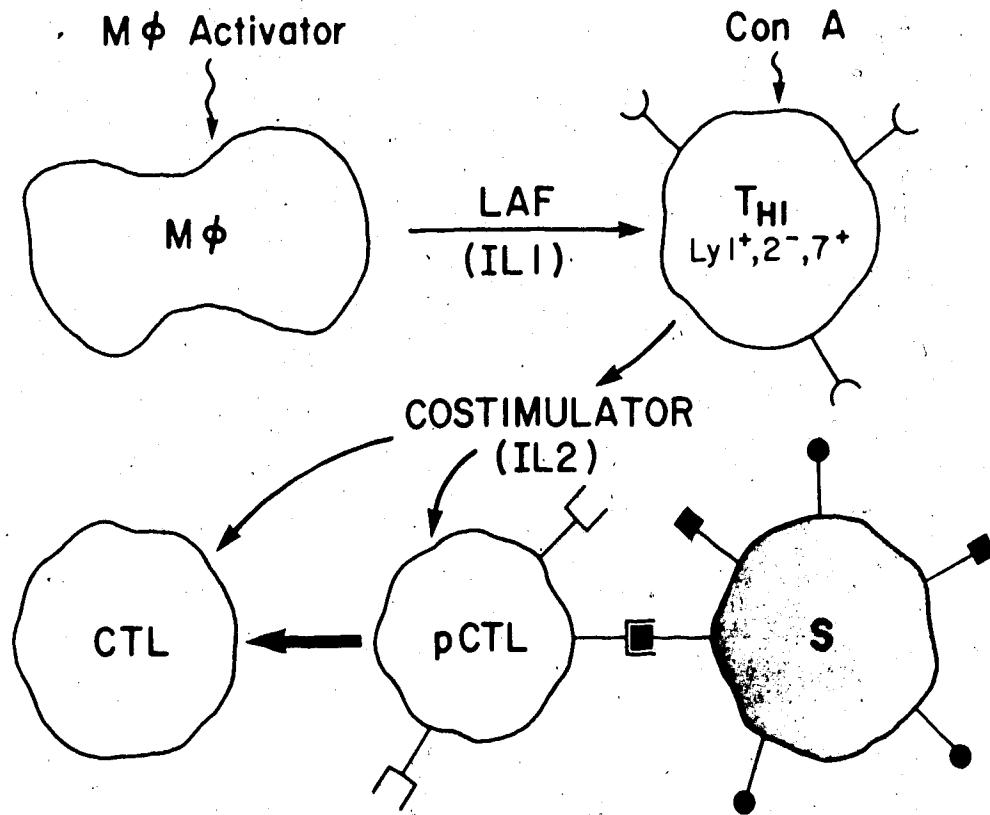 Mϕ Activator
Con A
Mϕ
LAF
(IL1)
THI
Ly1⁺,2⁻,7⁺
COSTIMULATOR
(IL2)
CTL
pCTL
S